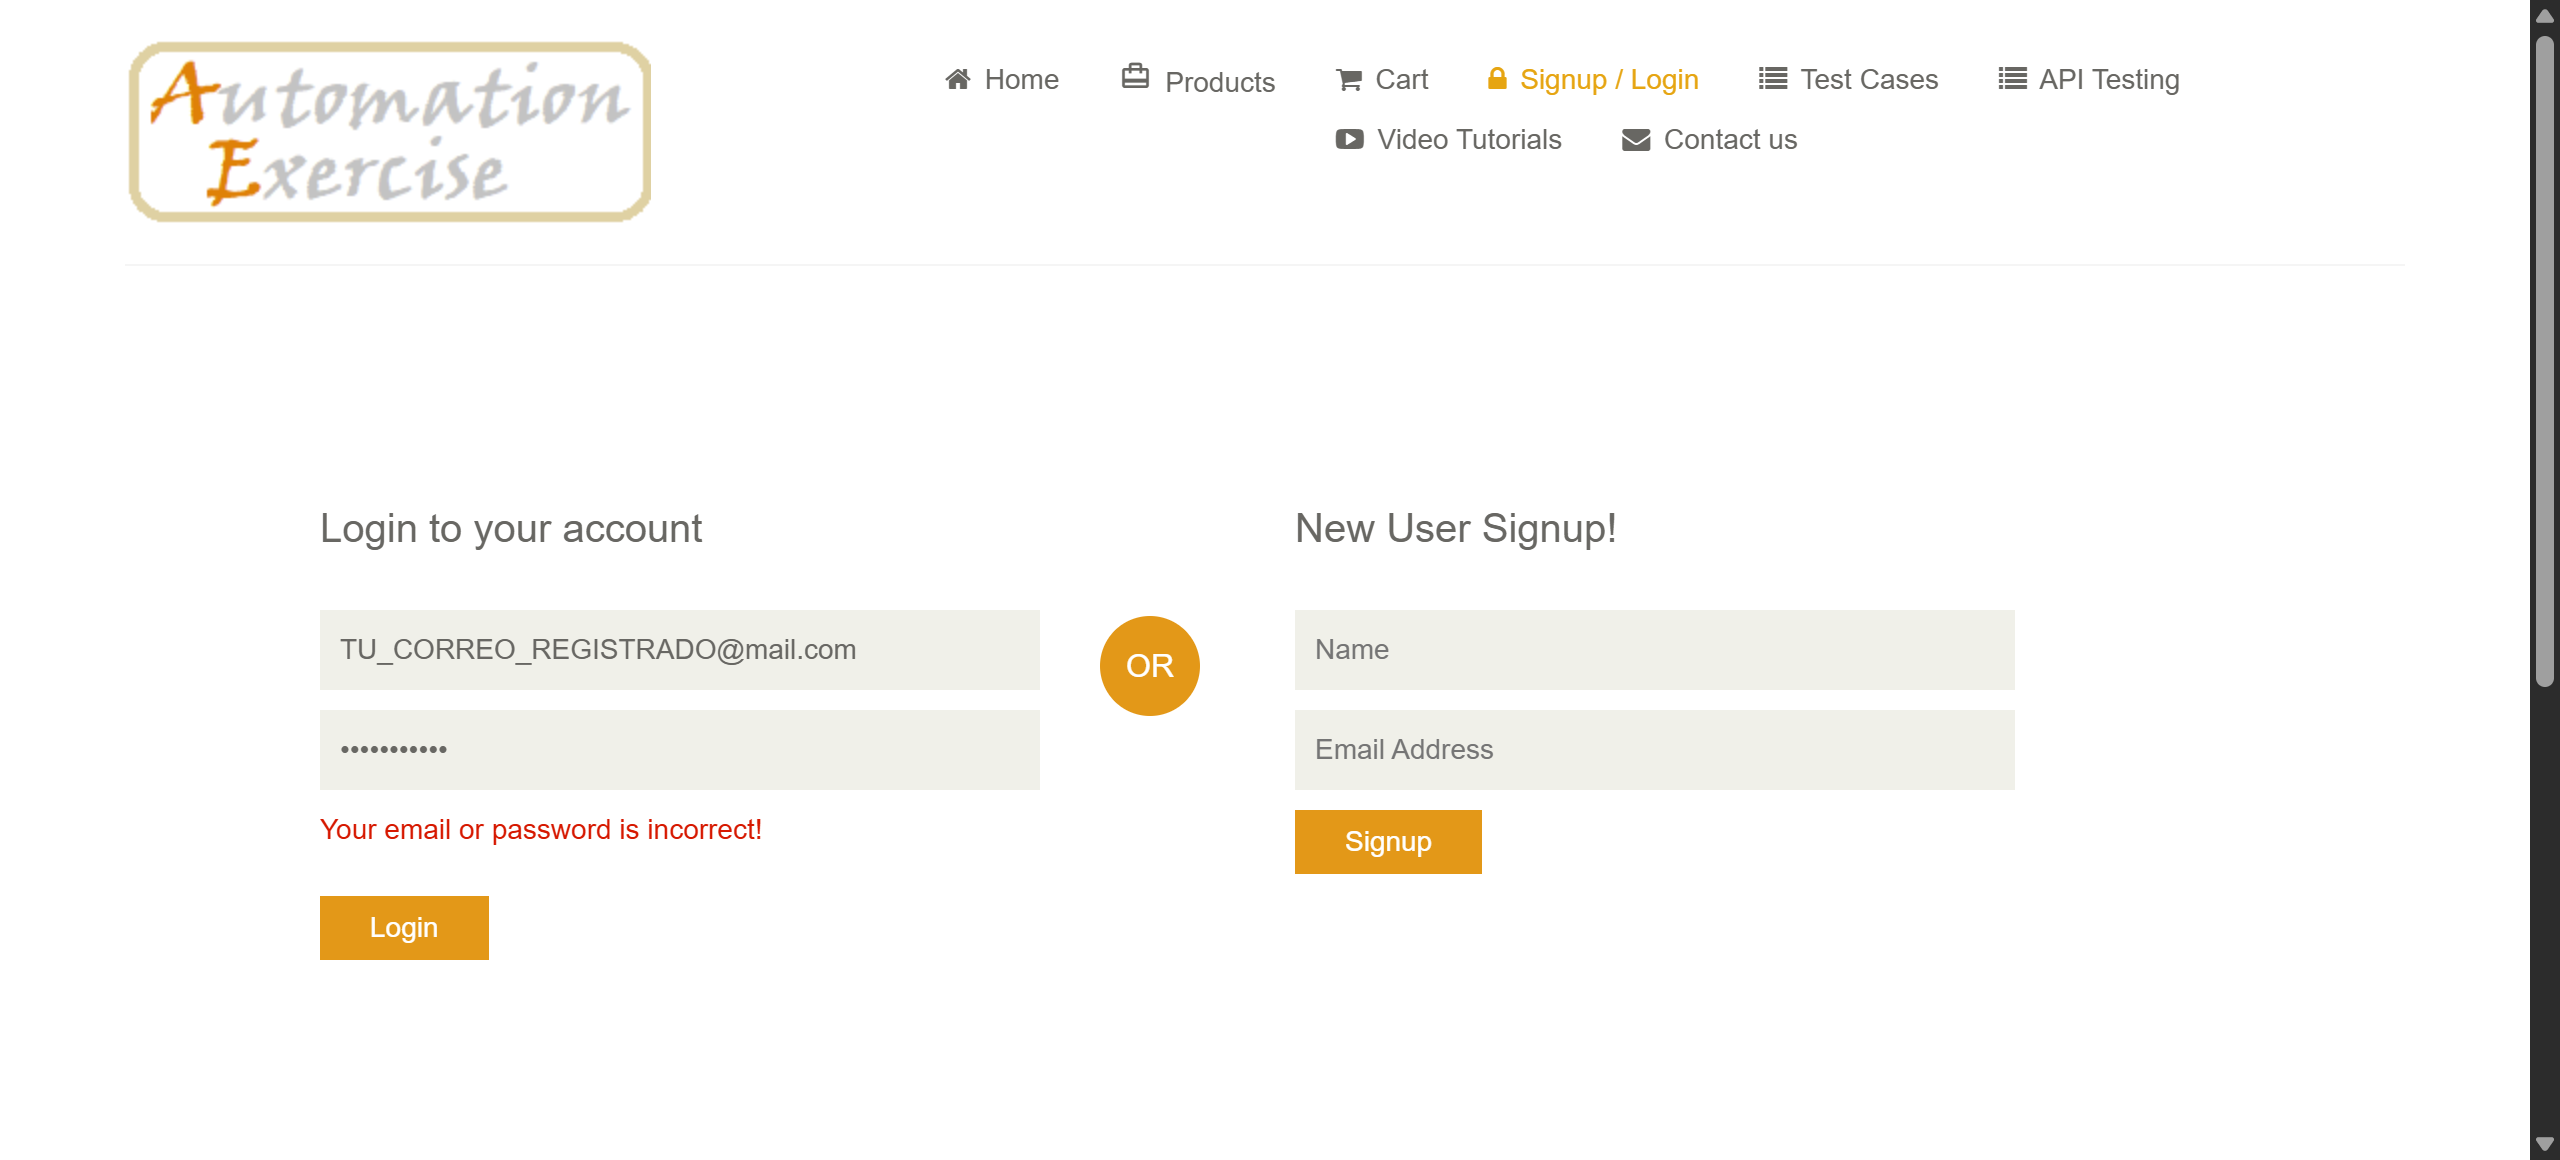 Automation
Exercise
Home Products Cart Signup / Login Test Cases API Testing
Video Tutorials Contact us
Login to your account
TU_CORREO_REGISTRADO@mail.com
•••••••••••
Your email or password is incorrect!
Login
OR
New User Signup!
Name
Email Address
Signup